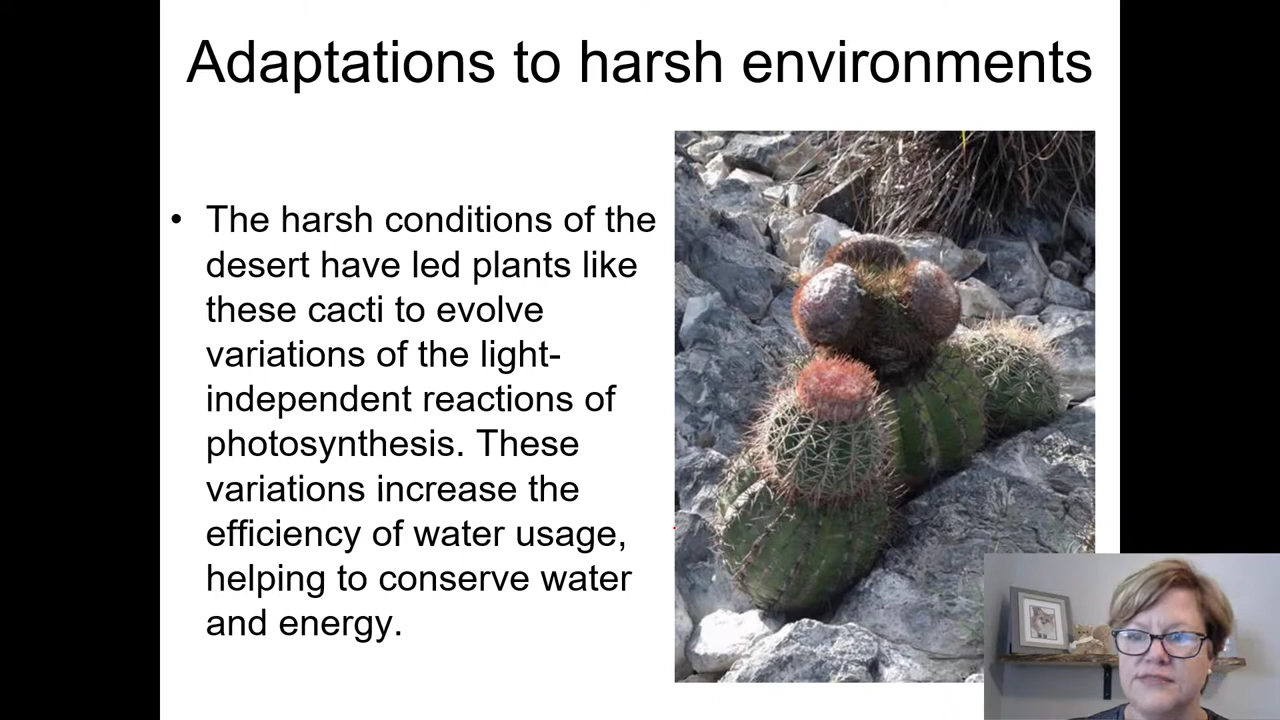 Adaptations to harsh environments
• The harsh conditions of the
desert have led plants like
these cacti to evolve
variations of the light-
independent reactions of
photosynthesis. These
variations increase the
efficiency of water usage,
helping to conserve water
and energy.